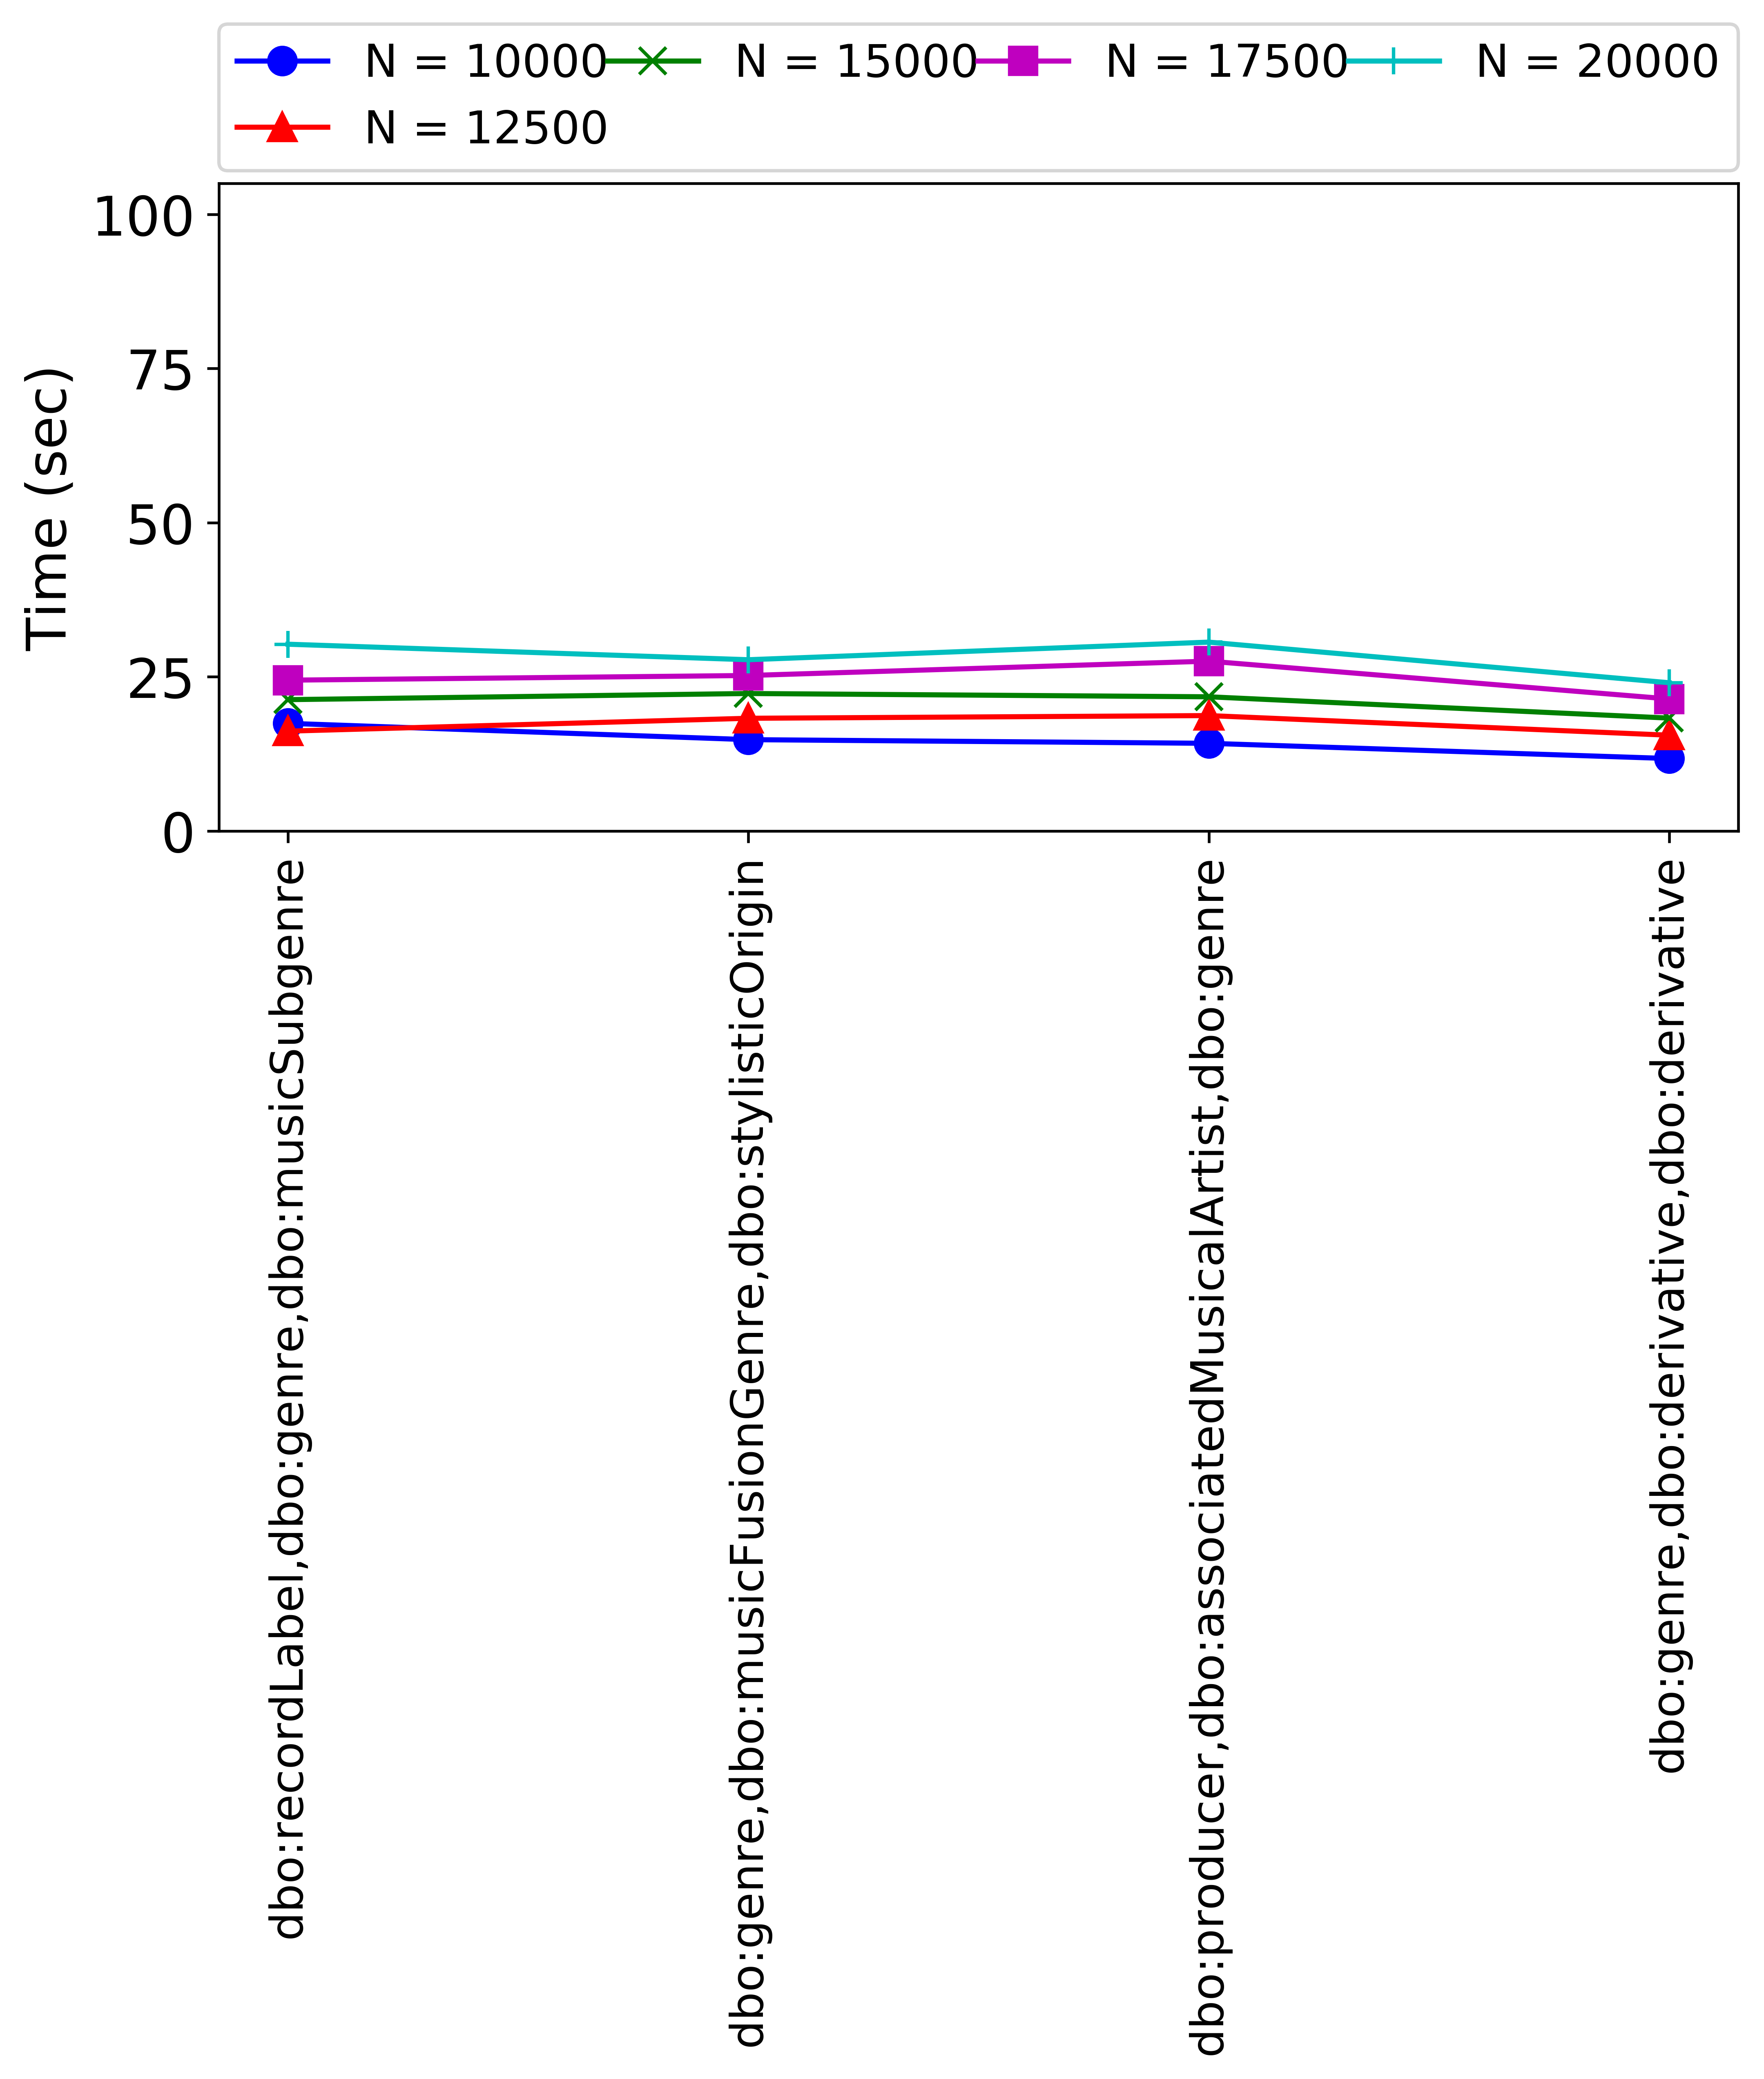 N = 10000 N = 15000 N = 17500 N = 20000
N = 12500
100
75
50
25
0
Time (sec)
dbo:recordLabel,dbo:genre,dbo:musicSubgenre
dbo:genre,dbo:musicFusionGenre,dbo:stylisticOrigin
dbo:producer,dbo:associatedMusicalArtist,dbo:genre
dbo:genre,dbo:derivative,dbo:derivative